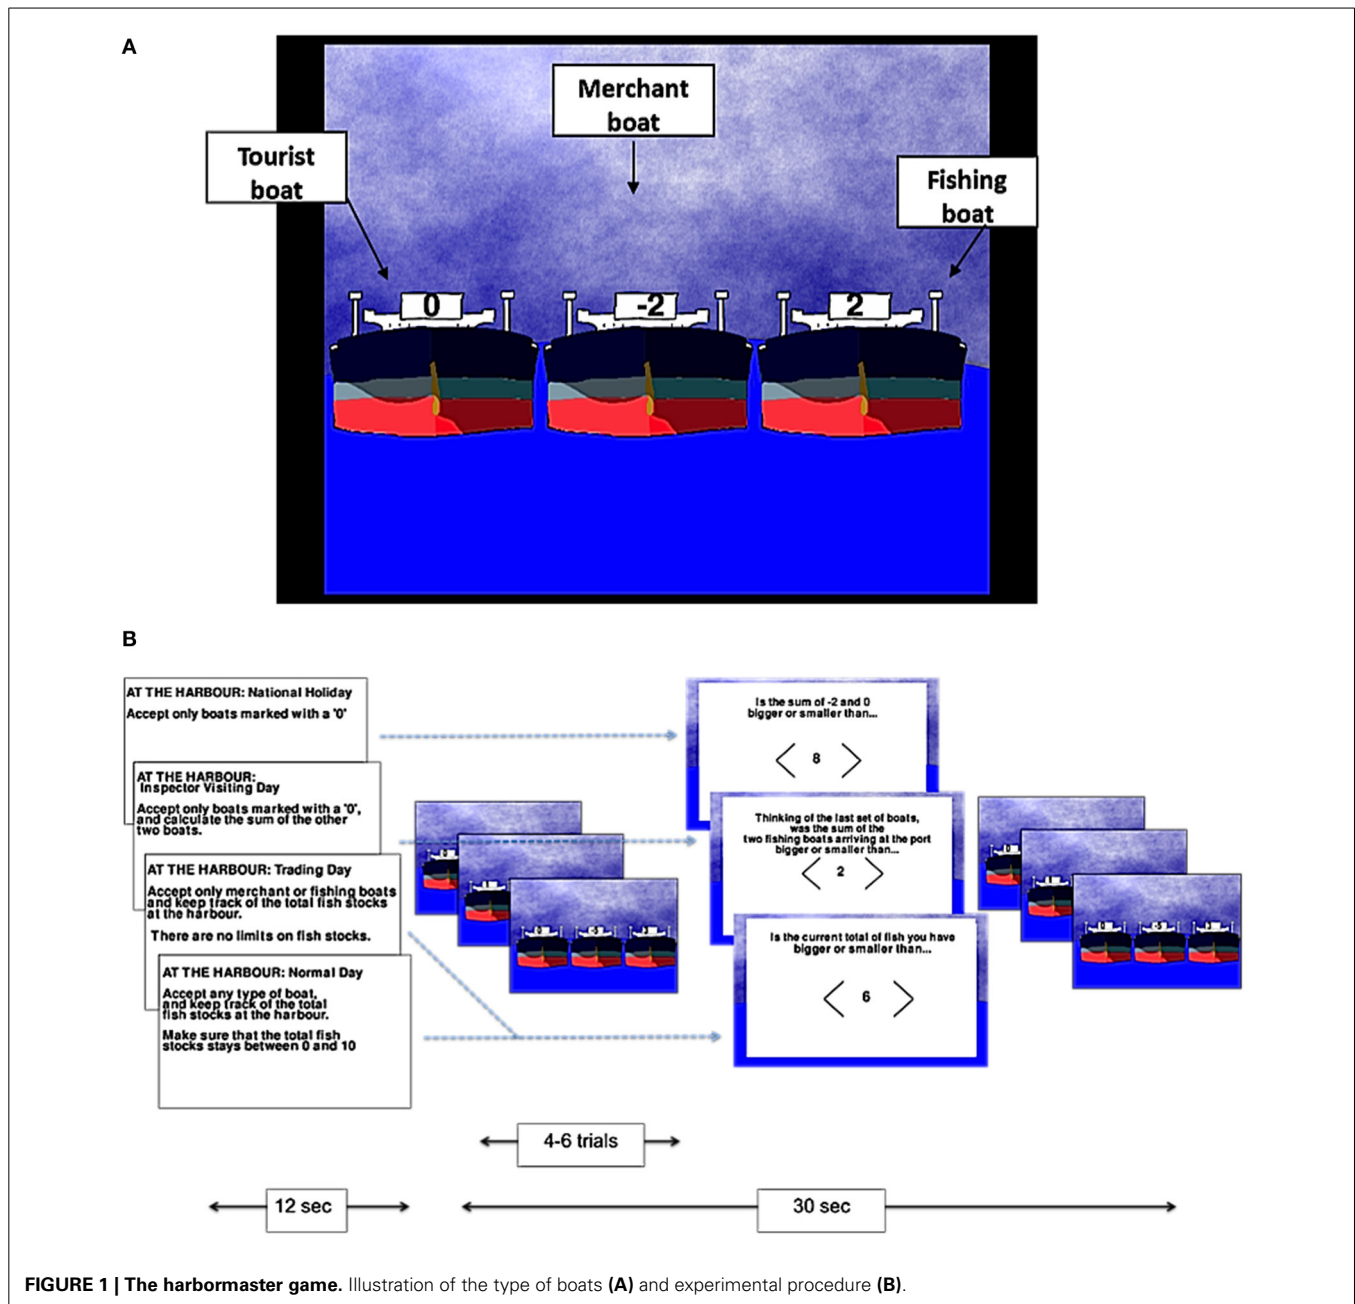 A
Merchant
boat
Tourist
boat
Fishing
boat
0
-2
2
B
AT THE HARBOUR: National Holiday
Accept only boats marked with a '0'
AT THE HARBOUR:
Inspector Visiting Day
Accept only boats marked with a '0',
and calculate the sum of the other
two boats.
AT THE HARBOUR: Trading Day
Accept only merchant or fishing boats
and keep track of the total fish stocks
at the harbour.
There are no limits on fish stocks.
AT THE HARBOUR: Normal Day
Accept any type of boat,
and keep track of the total
fish stocks at the harbour.
Make sure that the total fish
stocks stays between 0 and 10
Is the sum of -2 and 0
bigger or smaller than...
8
Thinking of the last set of boats,
was the sum of the
two fishing boats arriving at the port
bigger or smaller than...
2
Is the current total of fish you have
bigger or smaller than...
6
4-6 trials
12 sec
30 sec
FIGURE 1 | The harbormaster game. Illustration of the type of boats (A) and experimental procedure (B).